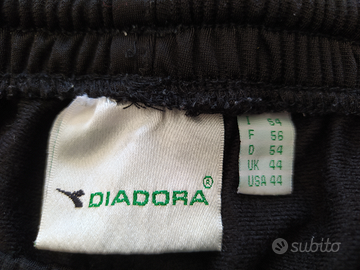 DIADORA®
I 54
F 56
D 54
UK 44
USA 44
subito